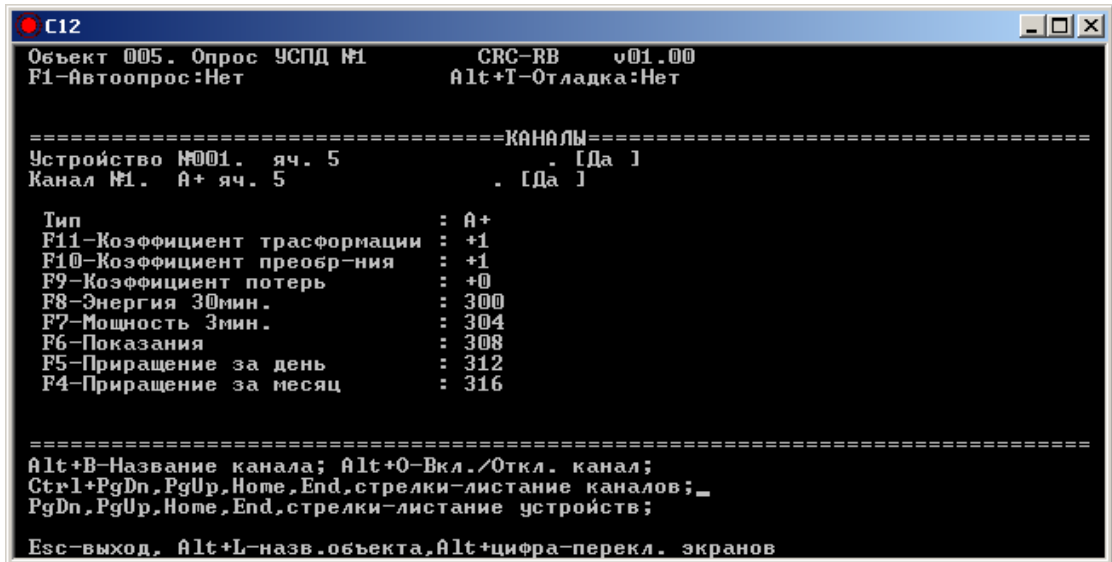 C12
Объект 005. Опрос УСПД №1 CRC-RB v01.00
F1-Автоопрос:Нет Alt+T-Отладка:Нет
===================================КАНАЛЫ=====================================
Устройство №001. яч. 5 . [Да ]
Канал №1. A+ яч. 5 . [Да ]
Тип : A+
F11-Коэффициент трасформации : +1
F10-Коэффициент преобр-ния : +1
F9-Коэффициент потерь : +0
F8-Энергия 30мин. : 300
F7-Мощность 3мин. : 304
F6-Показания : 308
F5-Приращение за день : 312
F4-Приращение за месяц : 316
==============================================================================
Alt+B-Название канала; Alt+O-Вкл./Откл. канал;
Ctrl+PgDn,PgUp,Home,End,стрелки-листание каналов;_
PgDn,PgUp,Home,End,стрелки-листание устройств;
Esc-выход, Alt+L-назв.объекта,Alt+цифра-перекл. экранов